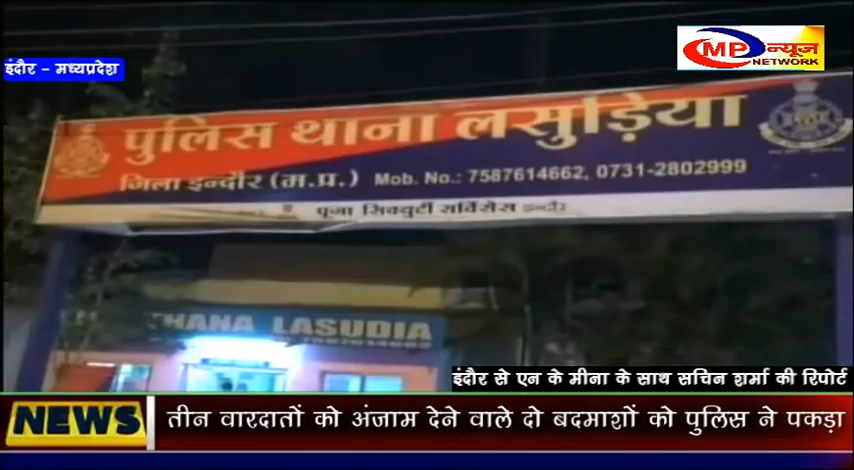 MP न्यूज
NETWORK
इंदौर - मध्यप्रदेश
पुलिस थाना लसुड़िया
जिला इन्दौर (म.प्र.) Mob. No.: 7587614662, 0731-2802999
पूजा सिक्युर्टी सर्विसेस इन्दौर
THANA LASUDIA
7587614662
इंदौर से एन के मीना के साथ सचिन शर्मा की रिपोर्ट
NEWS तीन वारदातों को अंजाम देने वाले दो बदमाशों को पुलिस ने पकड़ा